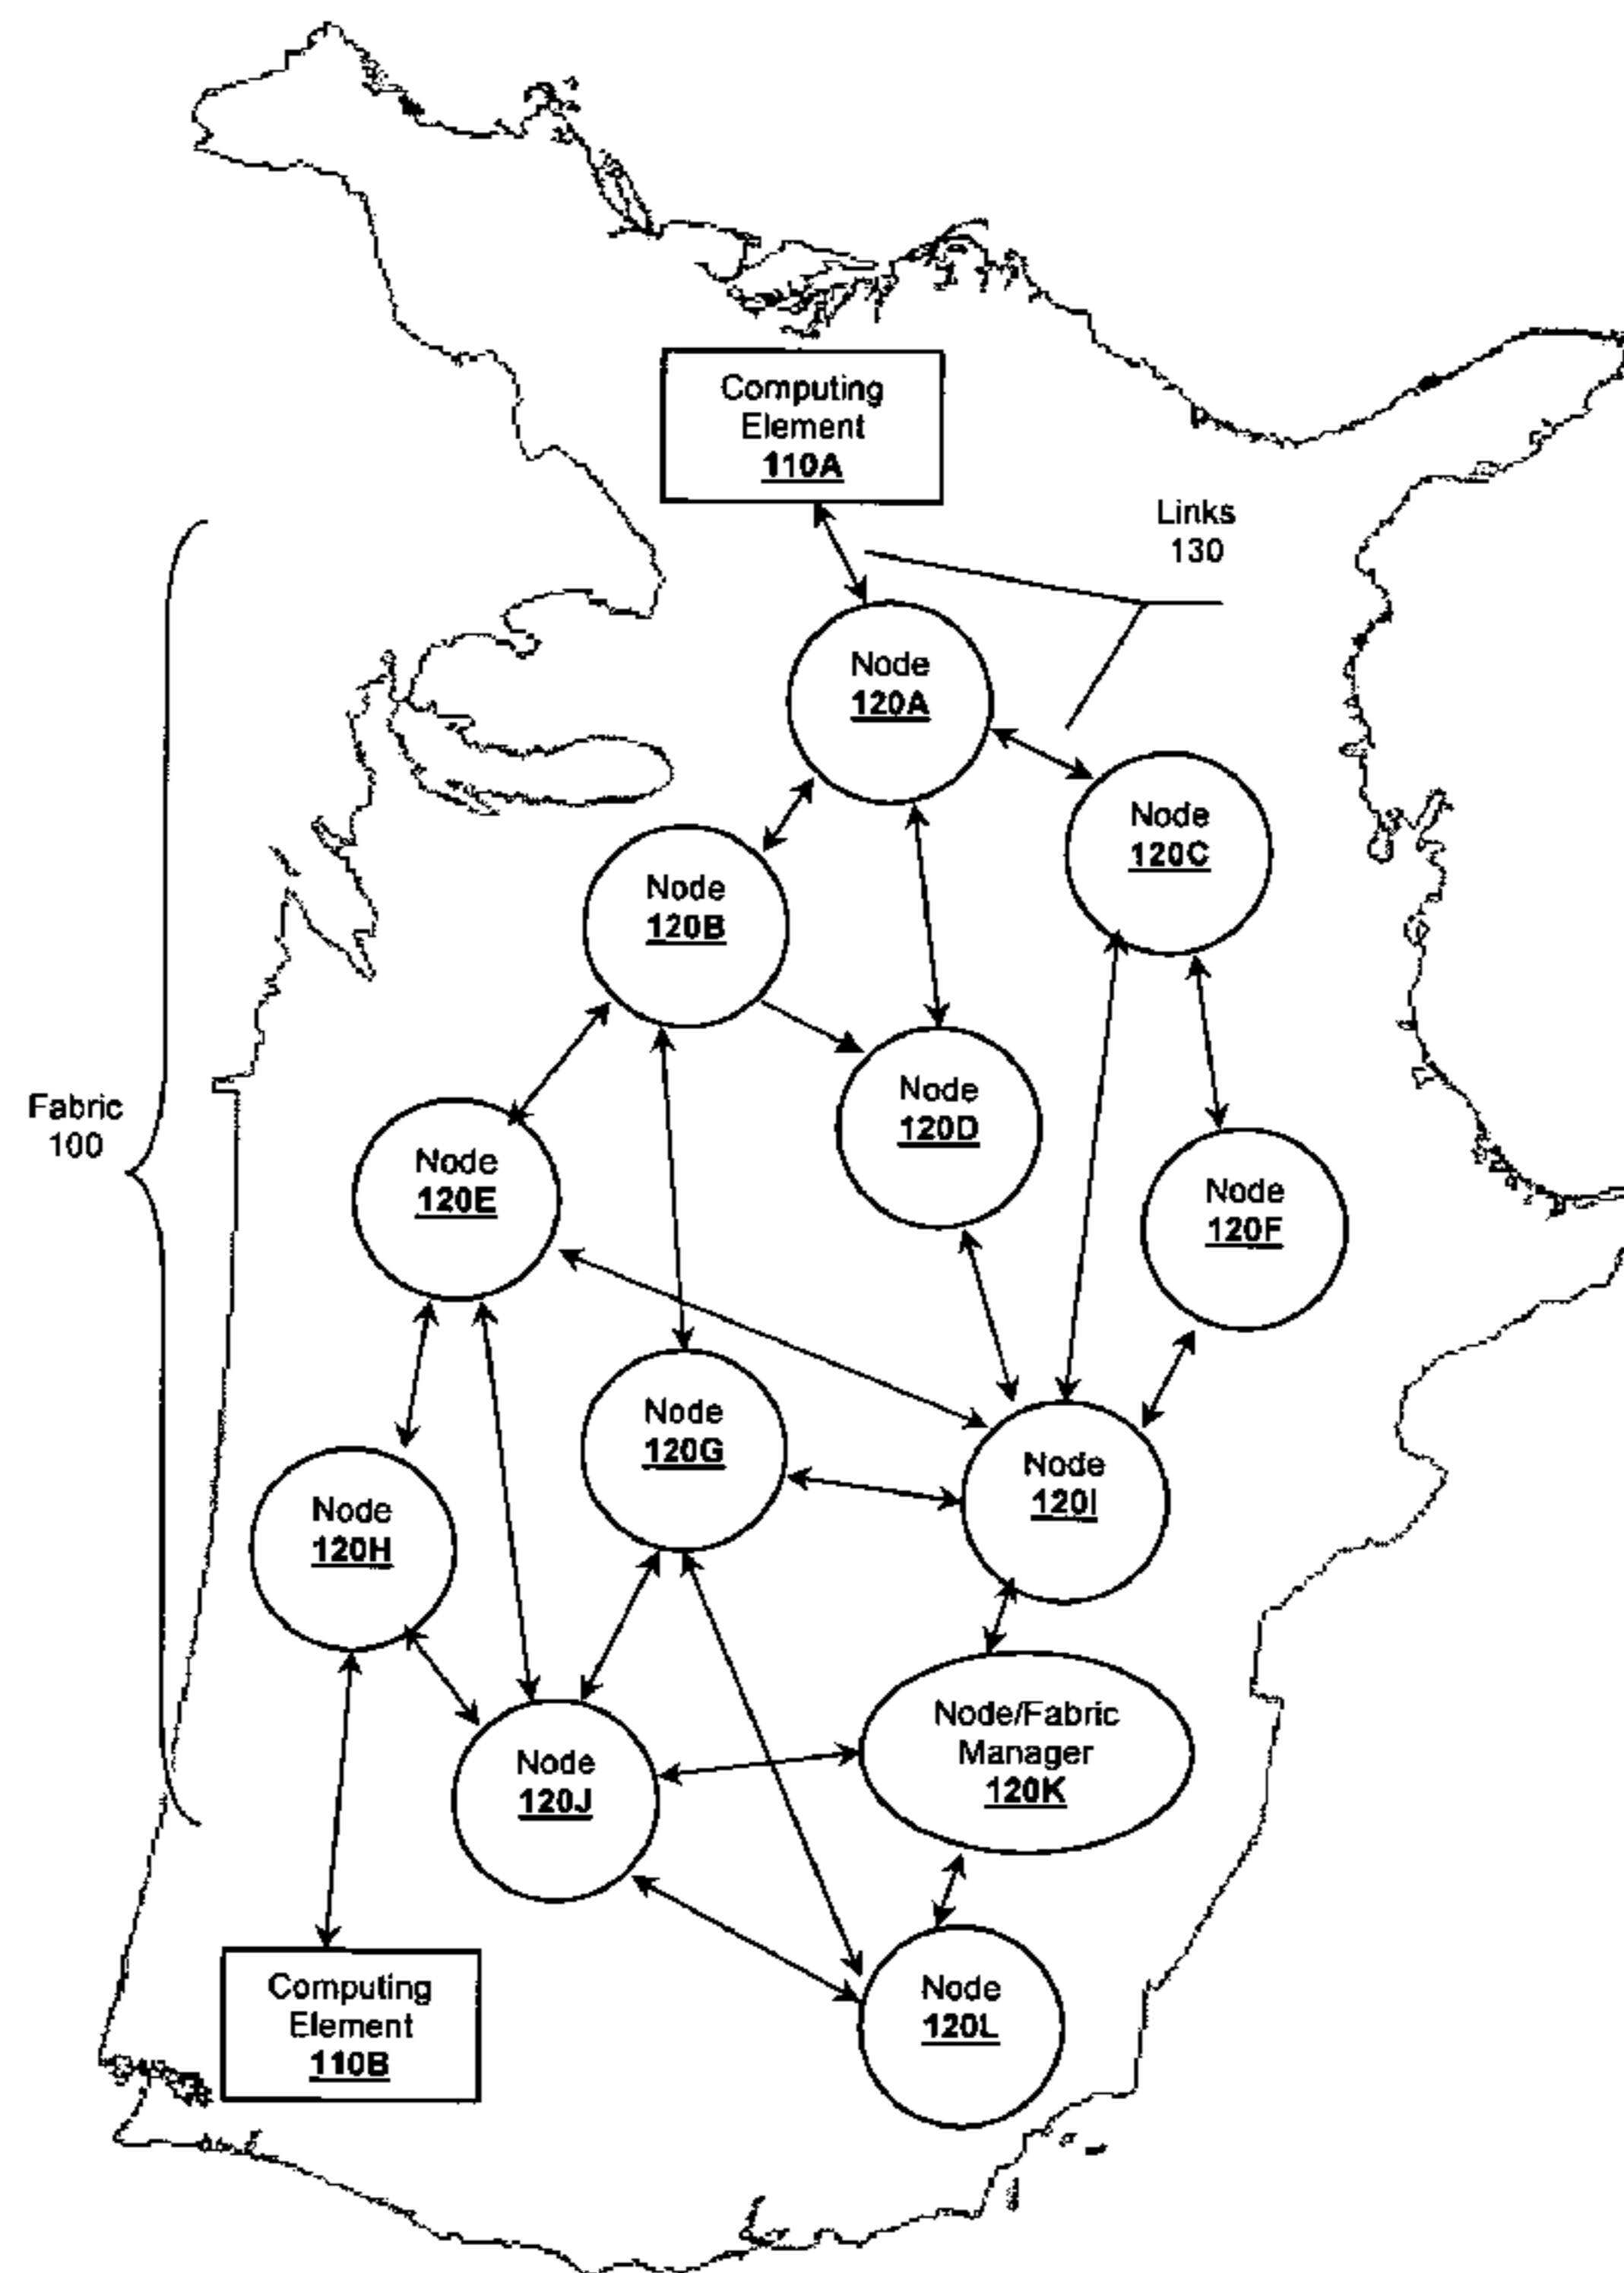 Computing
Element
110A
Links
130
Node
120A
Node
120C
Node
120B
Fabric
100
Node
120D
Node
120E
Node
120F
Node
120G
Node
120I
Node
120H
Node/Fabric
Manager
120K
Node
120J
Computing
Element
110B
Node
120L